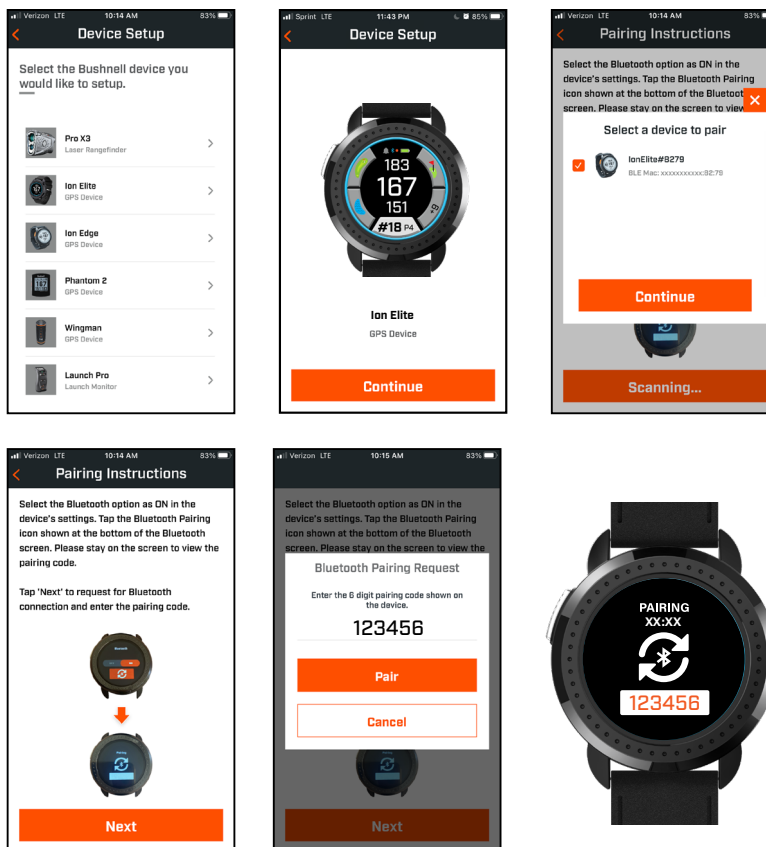 Verizon LTE 10:14 AM 83%
Device Setup
Select the Bushnell device you
would like to setup.
Pro X3
Laser Rangefinder
Ion Elite
GPS Device
Ion Edge
GPS Device
Phantom 2
GPS Device
Wingman
GPS Device
Launch Pro
Launch Monitor
Sprint LTE 11:43 PM 85%
Device Setup
183
167
151
#18 P4
+9
Ion Elite
GPS Device
Continue
Verizon LTE 10:14 AM 83%
Pairing Instructions
Select the Bluetooth option as ON in the
device's settings. Tap the Bluetooth Pairing
icon shown at the bottom of the Bluetoot
screen. Please stay on the screen to view
Select a device to pair
IonElite#8279
BLE Mac: xxxxxxxxxxx:82:79
Continue
Scanning...
Verizon LTE 10:14 AM 83%
Pairing Instructions
Select the Bluetooth option as ON in the
device's settings. Tap the Bluetooth Pairing
icon shown at the bottom of the Bluetooth
screen. Please stay on the screen to view the
pairing code.
Tap 'Next' to request for Bluetooth
connection and enter the pairing code.
Bluetooth
Pairing
Next
Verizon LTE 10:15 AM 83%
Select the Bluetooth option as ON in the
device's settings. Tap the Bluetooth Pairing
icon shown at the bottom of the Bluetooth
screen. Please stay on the screen to view the
Bluetooth Pairing Request
Enter the 6 digit pairing code shown on
the device.
123456
Pair
Cancel
Next
PAIRING
XX:XX
123456